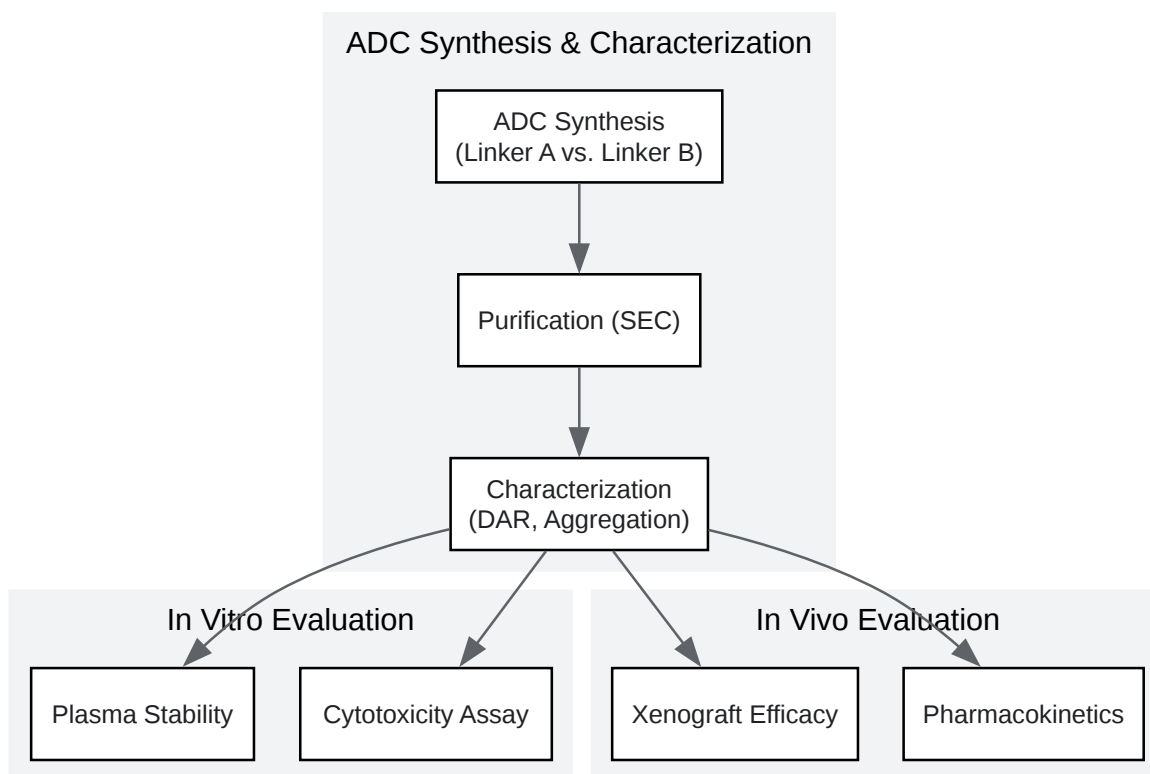 ADC Synthesis & Characterization
ADC Synthesis
(Linker A vs. Linker B)
Purification (SEC)
Characterization
(DAR, Aggregation)
In Vitro Evaluation
In Vivo Evaluation
Plasma Stability
Cytotoxicity Assay
Xenograft Efficacy
Pharmacokinetics